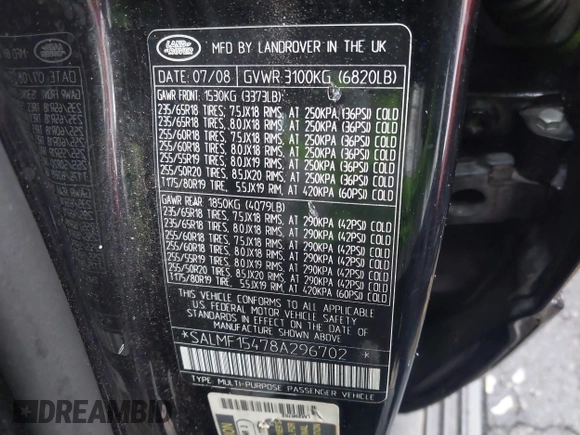 LAND ROVER
MFD BY LANDROVER IN THE UK
DATE: 07/08 GVWR: 3100KG (6820LB)
GAWR FRONT: 1530KG (3373LB)
235/65R18 TIRES, 7.5JX18 RIMS, AT 250KPA, (36PSI) COLD
235/65R18 TIRES, 8.0JX18 RIMS, AT 250KPA (36PSI) COLD
255/60R18 TIRES, 7.5JX18 RIMS, AT 250KPA (36PSI) COLD
255/60R18 TIRES, 8.0JX18 RIMS, AT 250KPA (36PSI) COLD
255/55R19 TIRES, 8.0JX19 RIMS, AT 250KPA (36PSI) COLD
255/50R20 TIRES, 8.5JX20 RIMS, AT 250KPA (36PSI) COLD
T175/80R19 TIRE, 5.5JX19 RIM, AT 420KPA (60PSI) COLD
GAWR REAR: 1850KG (4079LB)
235/65R18 TIRES, 7.5JX18 RIMS, AT 290KPA (42PSI) COLD
235/65R18 TIRES, 8.0JX18 RIMS, AT 290KPA (42PSI) COLD
255/60R18 TIRES, 7.5JX18 RIMS, AT 290KPA (42PSI) COLD
255/60R18 TIRES, 8.0JX18 RIMS, AT 290KPA (42PSI) COLD
255/55R19 TIRES, 8.0JX19 RIMS, AT 290KPA (42PSI) COLD
255/50R20 TIRES, 8.5JX20 RIMS, AT 290KPA (42PSI) COLD
T175/80R19 TIRE, 5.5JX19 RIM, AT 420KPA (60PSI) COLD
THIS VEHICLE CONFORMS TO ALL APPLICABLE
U.S. FEDERAL MOTOR VEHICLE SAFETY
STANDARDS IN EFFECT ON THE DATE OF
MANUFACTURE SHOWN ABOVE.
*SALMF15478A296702 *
TYPE: MULTI-PURPOSE PASSENGER VEHICLE
DREAMBID